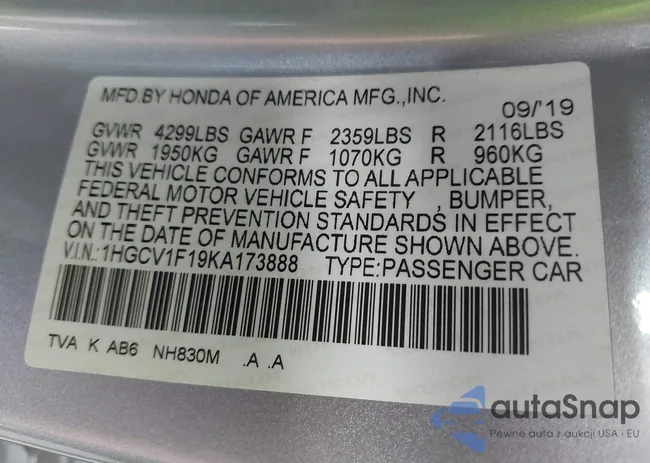 MFD.BY HONDA OF AMERICA MFG.,INC. 09/'19
GVWR 4299LBS GAWR F 2359LBS R 2116LBS
GVWR 1950KG GAWR F 1070KG R 960KG
THIS VEHICLE CONFORMS TO ALL APPLICABLE
FEDERAL MOTOR VEHICLE SAFETY , BUMPER,
AND THEFT PREVENTION STANDARDS IN EFFECT
ON THE DATE OF MANUFACTURE SHOWN ABOVE.
V.I.N.:1HGCV1F19KA173888 TYPE:PASSENGER CAR
TVA K AB6 NH830M .A .A
autaSnap
Pewne auta z aukcji USA i EU